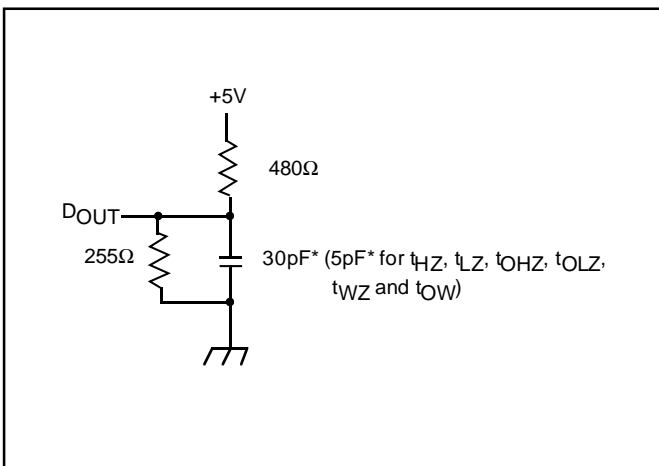 +5V
480Ω
DOUT
255Ω
30pF* (5pF* for tHZ, tLZ, tOHZ, tOLZ,
tWZ and tOW)